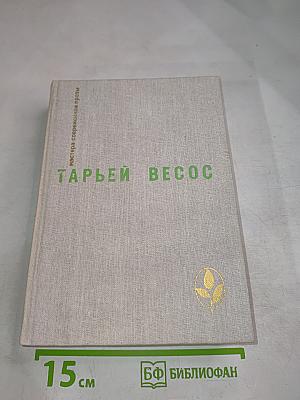 мастера современной прозы
ТАРЬЕЙ ВЕСОС
15 см
БФ БИБЛИОФАН